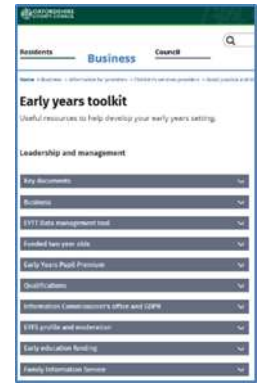 OXFORDSHIRE
COUNTY COUNCIL
Residents
Business
Council
Early years toolkit
Useful resources to help develop your early years setting.
Leadership and management
Key documents
Business
EYFS Data management tool
Funded two year olds
Early Years Pupil Premium
Qualifications
Information Commissioner's office and GDPR
EYFS profile and moderation
Early education funding
Family Information Service